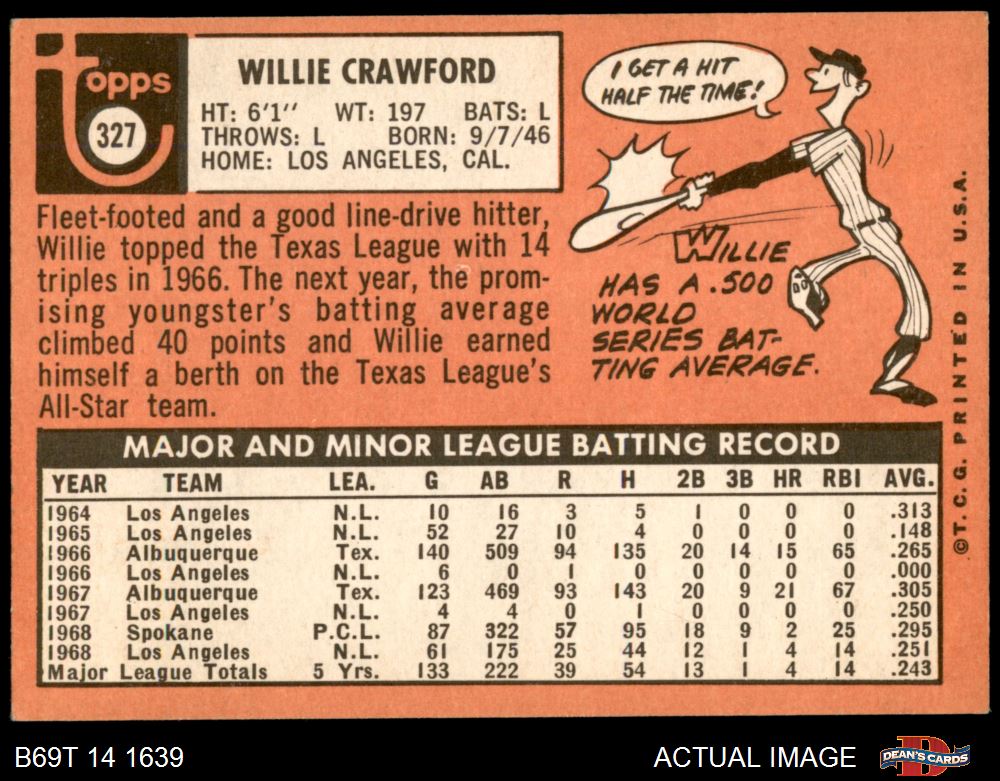 Topps
327
WILLIE CRAWFORD
HT: 6'1'' WT: 197 BATS: L
THROWS: L BORN: 9/7/46
HOME: LOS ANGELES, CAL.
Fleet-footed and a good line-drive hitter,
Willie topped the Texas League with 14
triples in 1966. The next year, the prom-
ising youngster's batting average
climbed 40 points and Willie earned
himself a berth on the Texas League's
All-Star team.
I GET A HIT
HALF THE TIME!
WILLIE
HAS A .500
WORLD
SERIES BAT-
TING AVERAGE.
©T.C.G. PRINTED IN U.S.A.
MAJOR AND MINOR LEAGUE BATTING RECORD
YEAR TEAM LEA. G AB R H 2B 3B HR RBI AVG.
1964 Los Angeles N.L. 10 16 3 5 1 0 0 0 .313
1965 Los Angeles N.L. 52 27 10 4 0 0 0 0 .148
1966 Albuquerque Tex. 140 509 94 135 20 14 15 65 .265
1966 Los Angeles N.L. 6 0 1 0 0 0 0 0 .000
1967 Albuquerque Tex. 123 469 93 143 20 9 21 67 .305
1967 Los Angeles N.L. 4 4 0 1 0 0 0 0 .250
1968 Spokane P.C.L. 87 322 57 95 18 9 2 25 .295
1968 Los Angeles N.L. 61 175 25 44 12 1 4 14 .251
Major League Totals 5 Yrs. 133 222 39 54 13 1 4 14 .243
B69T 14 1639
ACTUAL IMAGE
DEAN'S CARDS